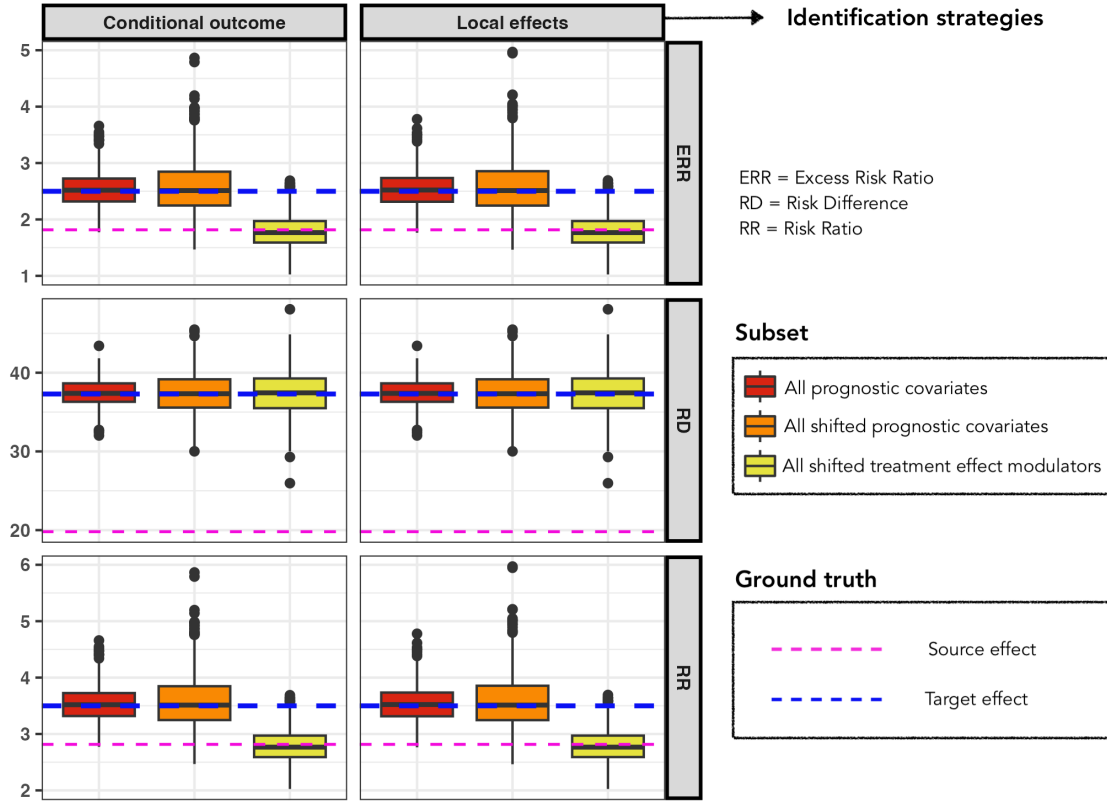 Conditional outcome
Local effects
Identification strategies
5
4
3
2
1
ERR
ERR = Excess Risk Ratio
RD = Risk Difference
RR = Risk Ratio
40
30
20
RD
Subset
All prognostic covariates
All shifted prognostic covariates
All shifted treatment effect modulators
6
5
4
3
2
RR
Ground truth
Source effect
Target effect